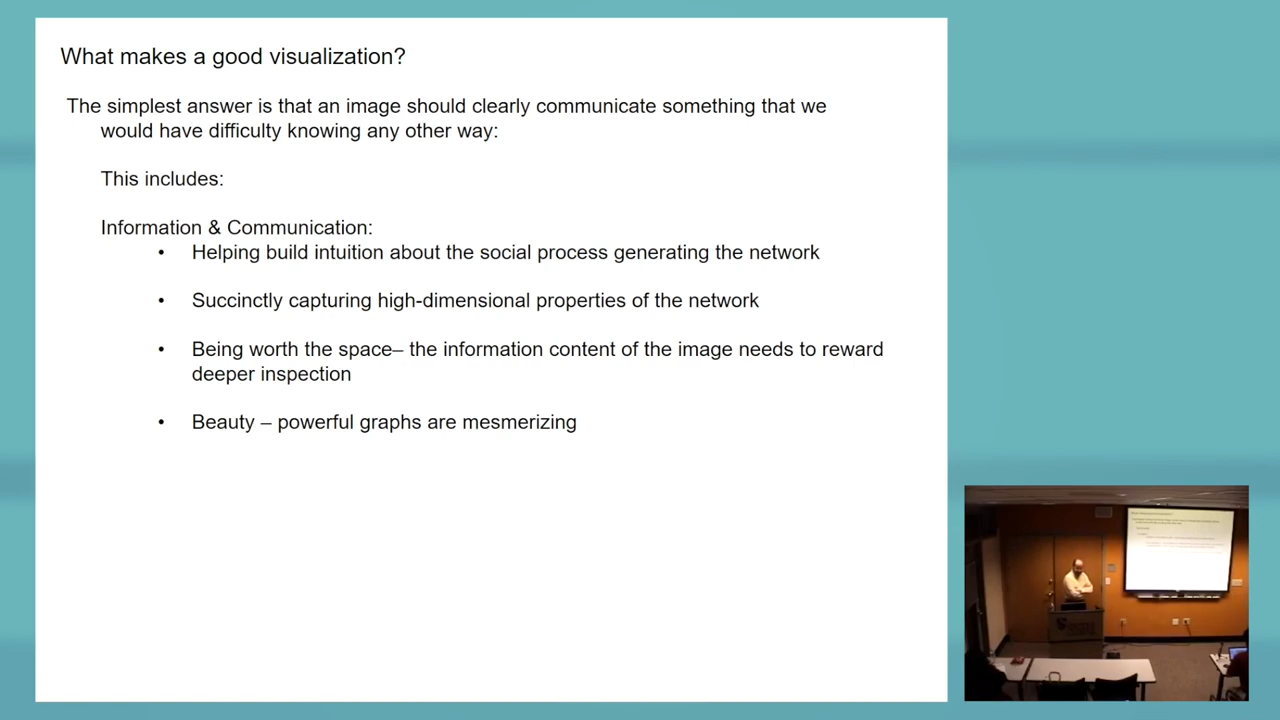 What makes a good visualization?
The simplest answer is that an image should clearly communicate something that we
would have difficulty knowing any other way:
This includes:
Information & Communication:
• Helping build intuition about the social process generating the network
• Succinctly capturing high-dimensional properties of the network
• Being worth the space– the information content of the image needs to reward
deeper inspection
• Beauty – powerful graphs are mesmerizing